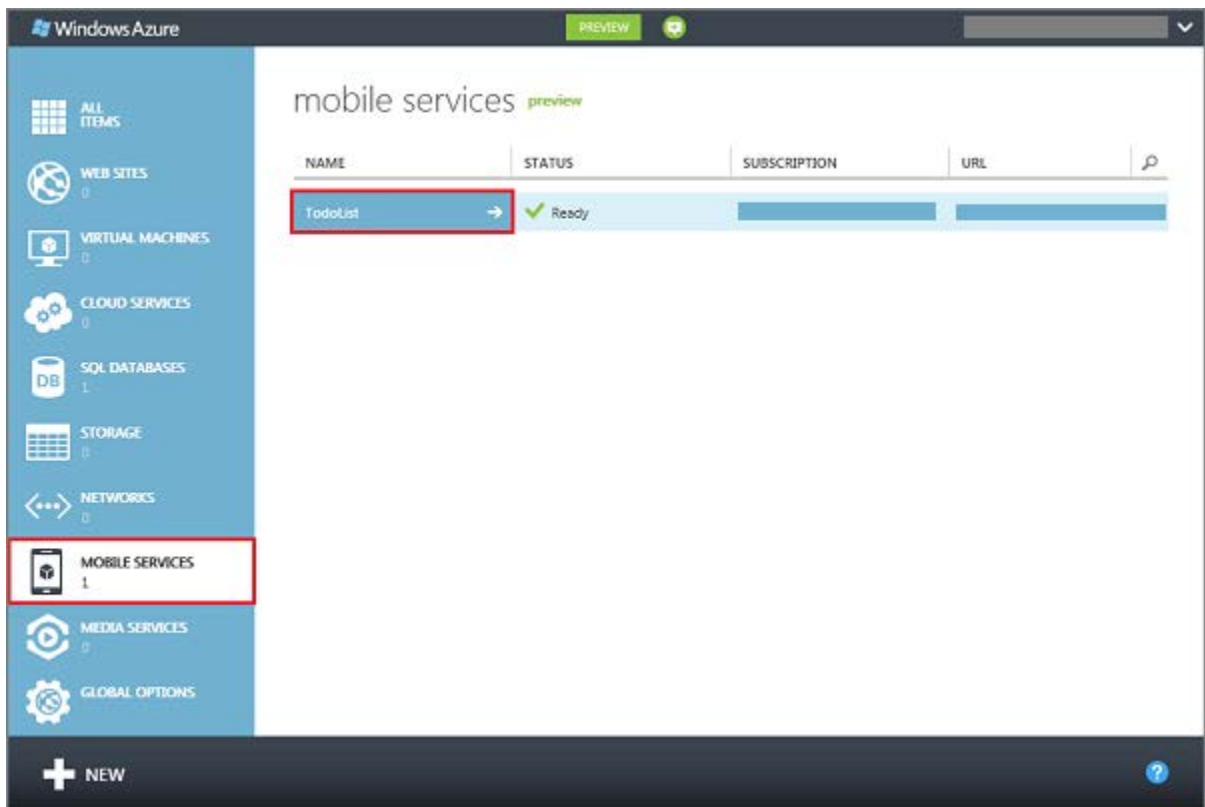 Windows Azure
PREVIEW
ALL
ITEMS
WEB SITES
0
VIRTUAL MACHINES
0
CLOUD SERVICES
0
SQL DATABASES
1
STORAGE
0
NETWORKS
0
MOBILE SERVICES
1
MEDIA SERVICES
0
GLOBAL OPTIONS
mobile services preview
NAME STATUS SUBSCRIPTION URL
TodoList Ready
DB
NEW
?